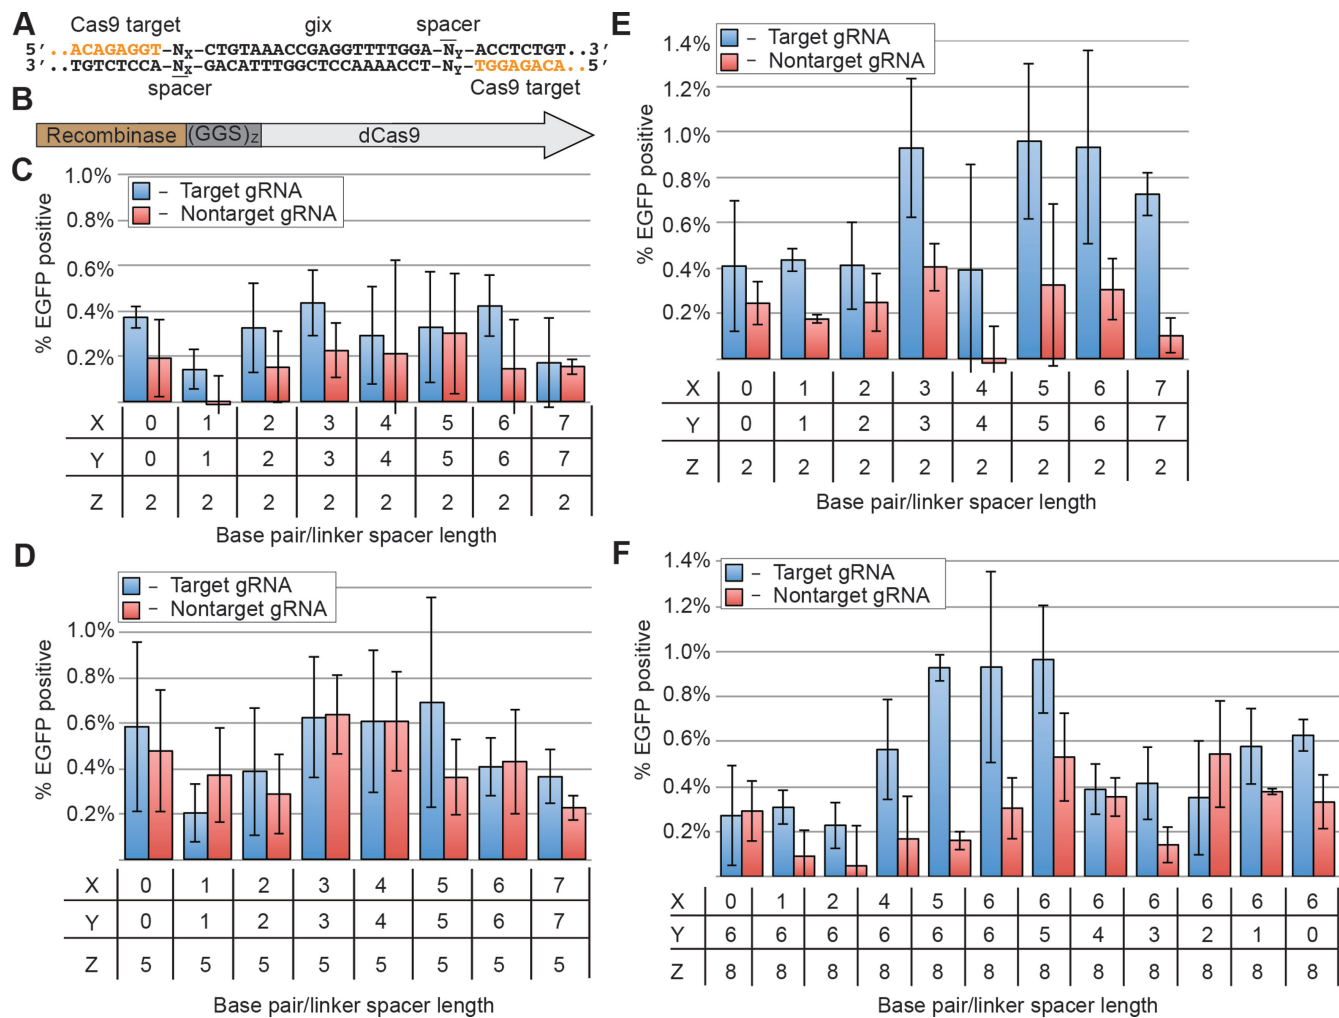 A
Cas9 target gix spacer
5′..ACAGAGGT–NX–CTGTAAACCGAGGTTTTGGA–NY–ACCTCTGT..3′
3′..TGTCTCCA–NX–GACATTTGGCTCCAAAACCT–NY–TGGAGACA..5′
spacer Cas9 target
B
Recombinase (GGS)z dCas9
C
1.0%
0.8%
0.6%
0.4%
0.2%
% EGFP positive
– Target gRNA
– Nontarget gRNA
X 0 1 2 3 4 5 6 7
Y 0 1 2 3 4 5 6 7
Z 2 2 2 2 2 2 2 2
Base pair/linker spacer length
D
1.0%
0.8%
0.6%
0.4%
0.2%
% EGFP positive
– Target gRNA
– Nontarget gRNA
X 0 1 2 3 4 5 6 7
Y 0 1 2 3 4 5 6 7
Z 5 5 5 5 5 5 5 5
Base pair/linker spacer length
E
1.4%
1.2%
1.0%
0.8%
0.6%
0.4%
0.2%
% EGFP positive
– Target gRNA
– Nontarget gRNA
X 0 1 2 3 4 5 6 7
Y 0 1 2 3 4 5 6 7
Z 2 2 2 2 2 2 2 2
Base pair/linker spacer length
F
1.4%
1.2%
1.0%
0.8%
0.6%
0.4%
0.2%
% EGFP positive
– Target gRNA
– Nontarget gRNA
X 0 1 2 4 5 6 6 6 6 6 6 6
Y 6 6 6 6 6 6 5 4 3 2 1 0
Z 8 8 8 8 8 8 8 8 8 8 8 8
Base pair/linker spacer length